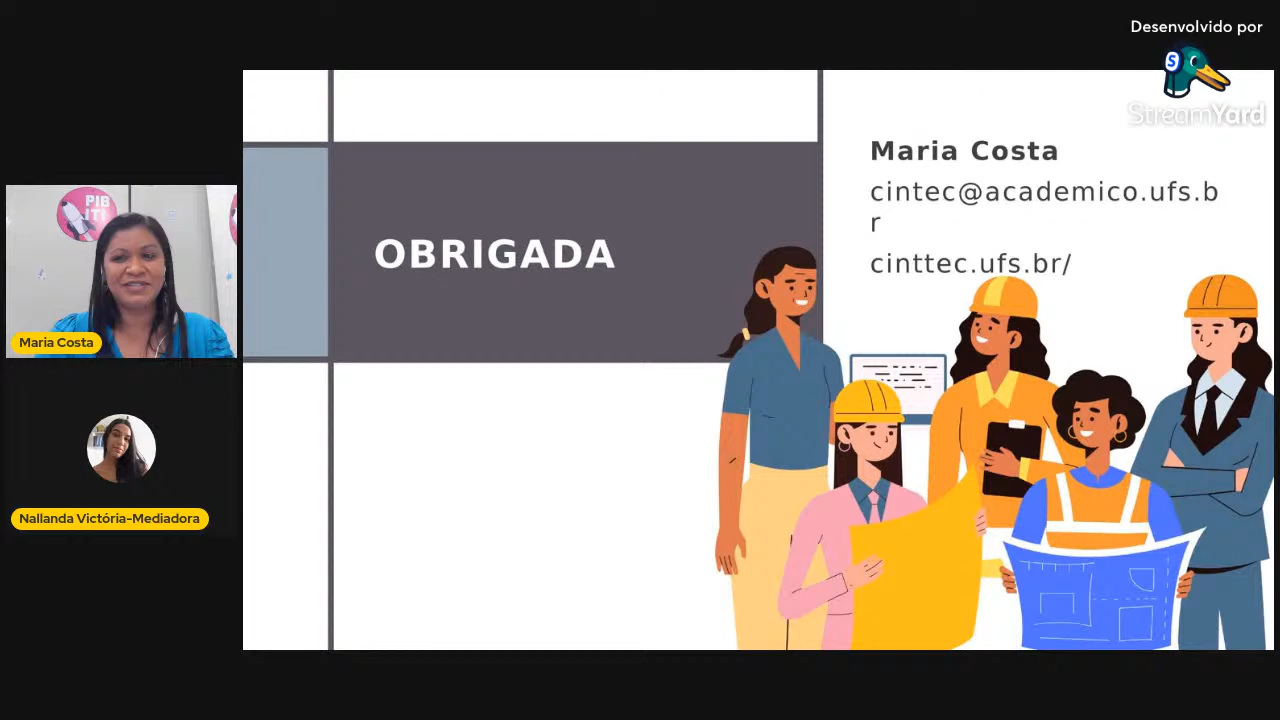 Desenvolvido por
StreamYard
OBRIGADA
Maria Costa
cintec@academico.ufs.b
r
cinttec.ufs.br/
PIB
ITI
Maria Costa
Nallanda Victória-Mediadora